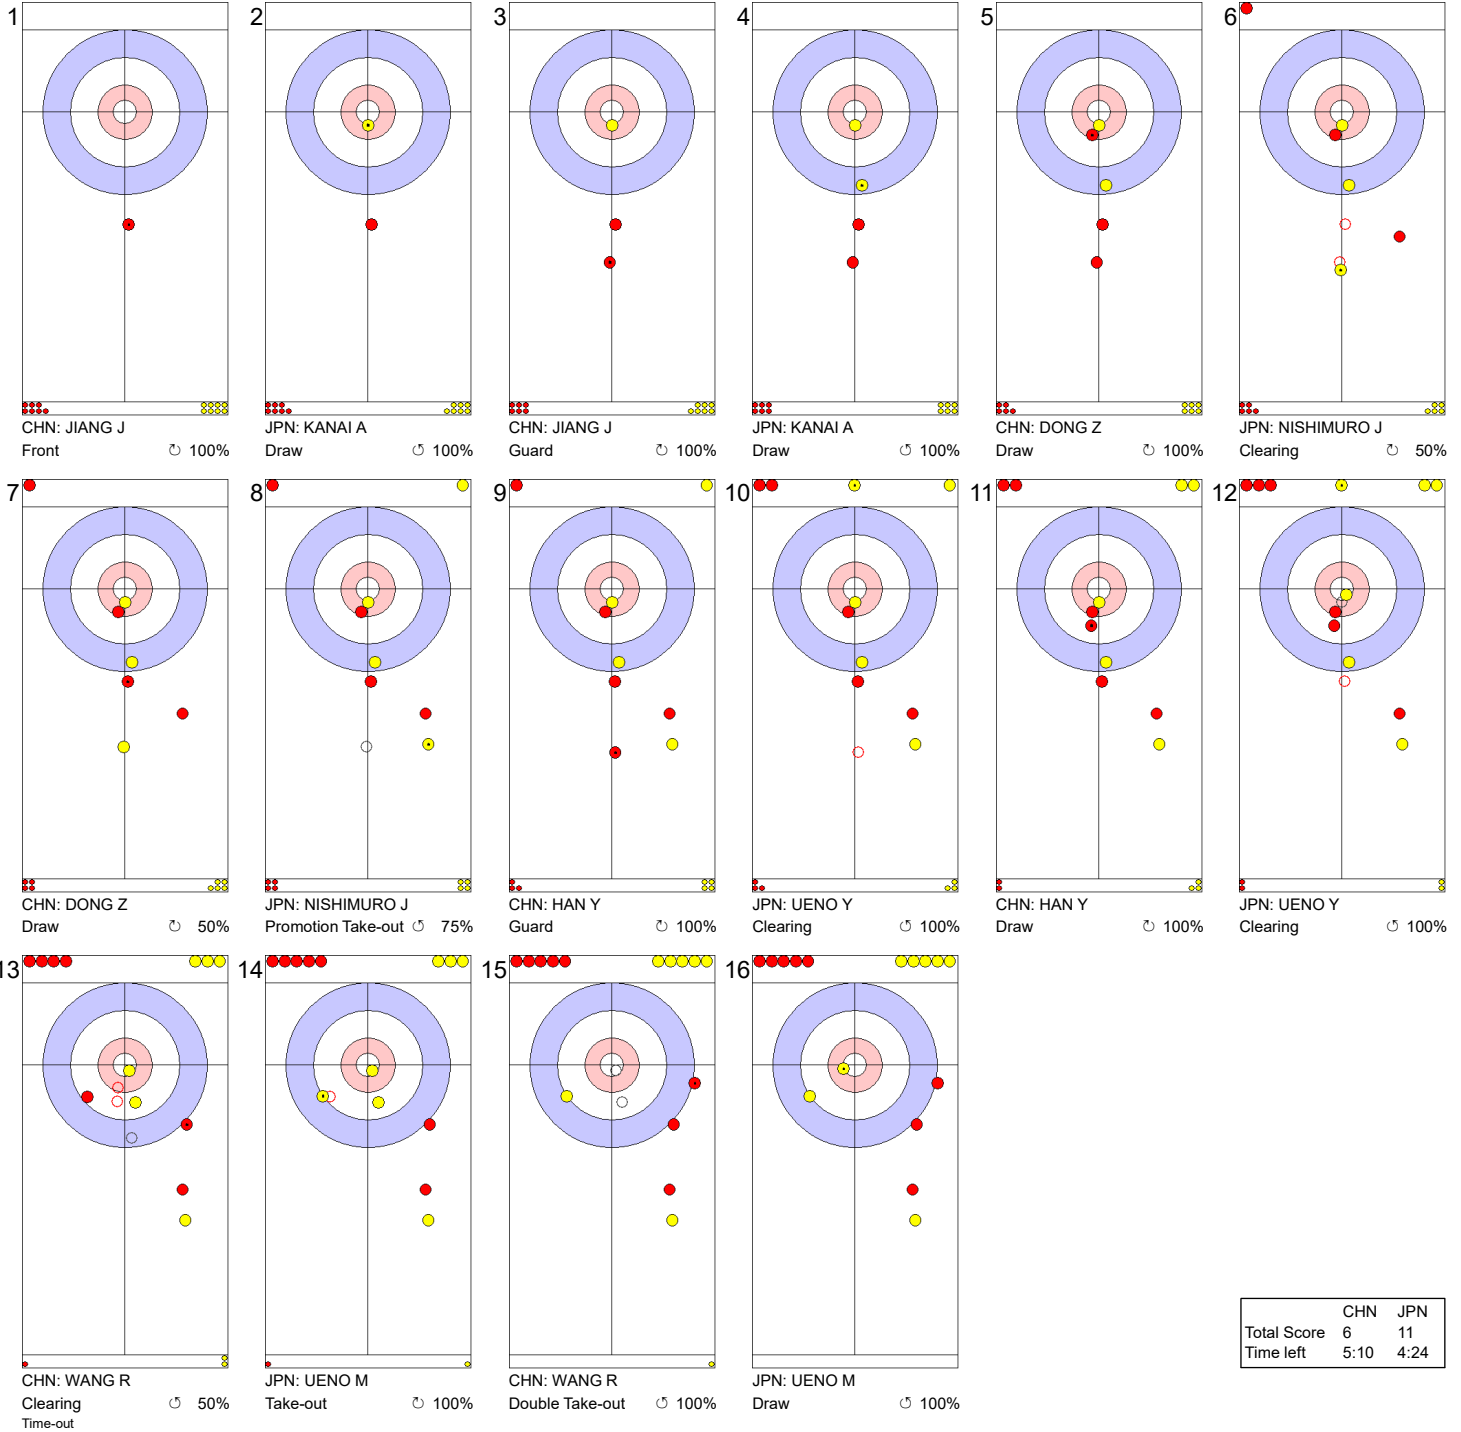 1
CHN: JIANG J
Front ↻ 100%
2
JPN: KANAI A
Draw ↺ 100%
3
CHN: JIANG J
Guard ↻ 100%
4
JPN: KANAI A
Draw ↺ 100%
5
CHN: DONG Z
Draw ↻ 100%
6
JPN: NISHIMURO J
Clearing ↻ 50%
7
CHN: DONG Z
Draw ↻ 50%
8
JPN: NISHIMURO J
Promotion Take-out ↺ 75%
9
CHN: HAN Y
Guard ↻ 100%
10
JPN: UENO Y
Clearing ↺ 100%
11
CHN: HAN Y
Draw ↻ 100%
12
JPN: UENO Y
Clearing ↻ 100%
13
CHN: WANG R
Clearing ↺ 50%
Time-out
14
JPN: UENO M
Take-out ↻ 100%
15
CHN: WANG R
Double Take-out ↺ 100%
16
JPN: UENO M
Draw ↺ 100%
CHN JPN
Total Score 6 11
Time left 5:10 4:24